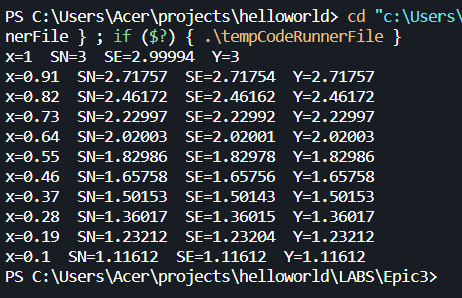 PS C:\Users\Acer\projects\helloworld> cd "c:\Users\
nerFile } ; if ($?) { .\tempCodeRunnerFile }
x=1  SN=3  SE=2.99994  Y=3
x=0.91  SN=2.71757  SE=2.71754  Y=2.71757
x=0.82  SN=2.46172  SE=2.46162  Y=2.46172
x=0.73  SN=2.22997  SE=2.22992  Y=2.22997
x=0.64  SN=2.02003  SE=2.02001  Y=2.02003
x=0.55  SN=1.82986  SE=1.82978  Y=1.82986
x=0.46  SN=1.65758  SE=1.65756  Y=1.65758
x=0.37  SN=1.50153  SE=1.50143  Y=1.50153
x=0.28  SN=1.36017  SE=1.36015  Y=1.36017
x=0.19  SN=1.23212  SE=1.23204  Y=1.23212
x=0.1  SN=1.11612  SE=1.11612  Y=1.11612
PS C:\Users\Acer\projects\helloworld\LABS\Epic3>